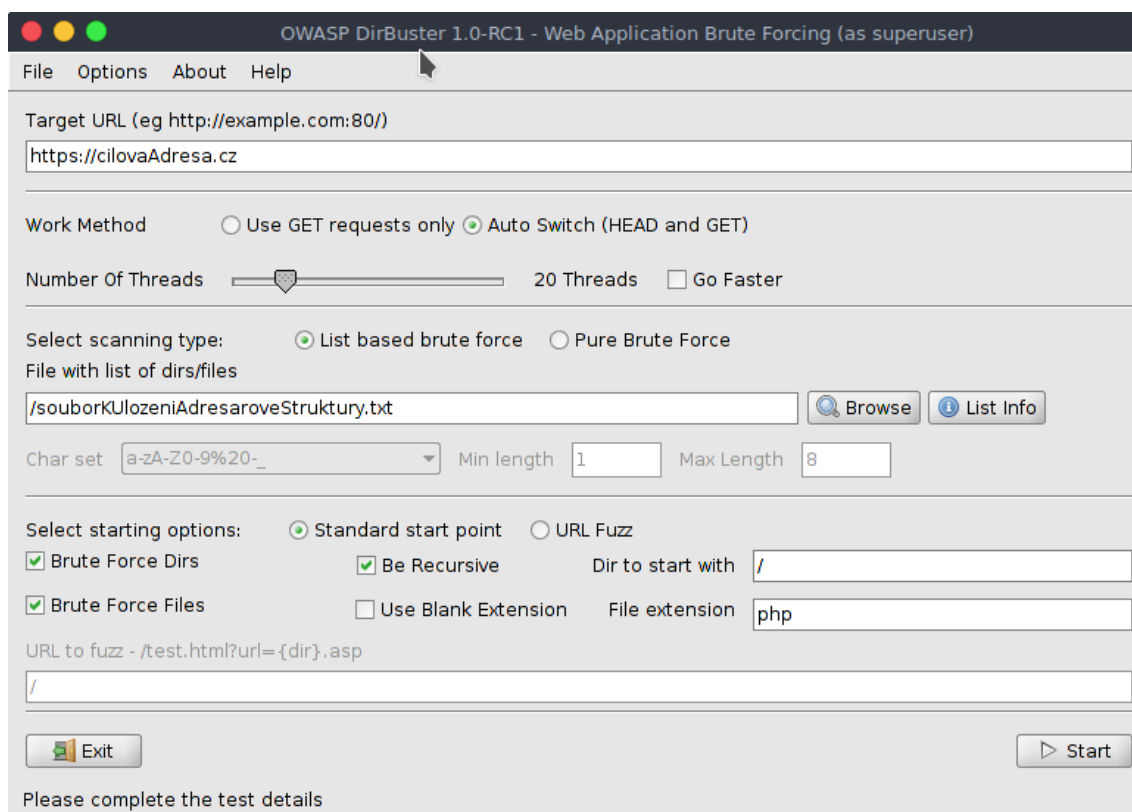 OWASP DirBuster 1.0-RC1 - Web Application Brute Forcing (as superuser)
File Options About Help
Target URL (eg http://example.com:80/)
https://cilovaAdresa.cz
Work Method Use GET requests only Auto Switch (HEAD and GET)
Number Of Threads 20 Threads Go Faster
Select scanning type: List based brute force Pure Brute Force
File with list of dirs/files
/souborKUlozeniAdresaroveStruktury.txt Browse List Info
Char set a-zA-Z0-9%20-_ Min length 1 Max Length 8
Select starting options: Standard start point URL Fuzz
Brute Force Dirs Be Recursive Dir to start with /
Brute Force Files Use Blank Extension File extension php
URL to fuzz - /test.html?url={dir}.asp
/
Exit Start
Please complete the test details